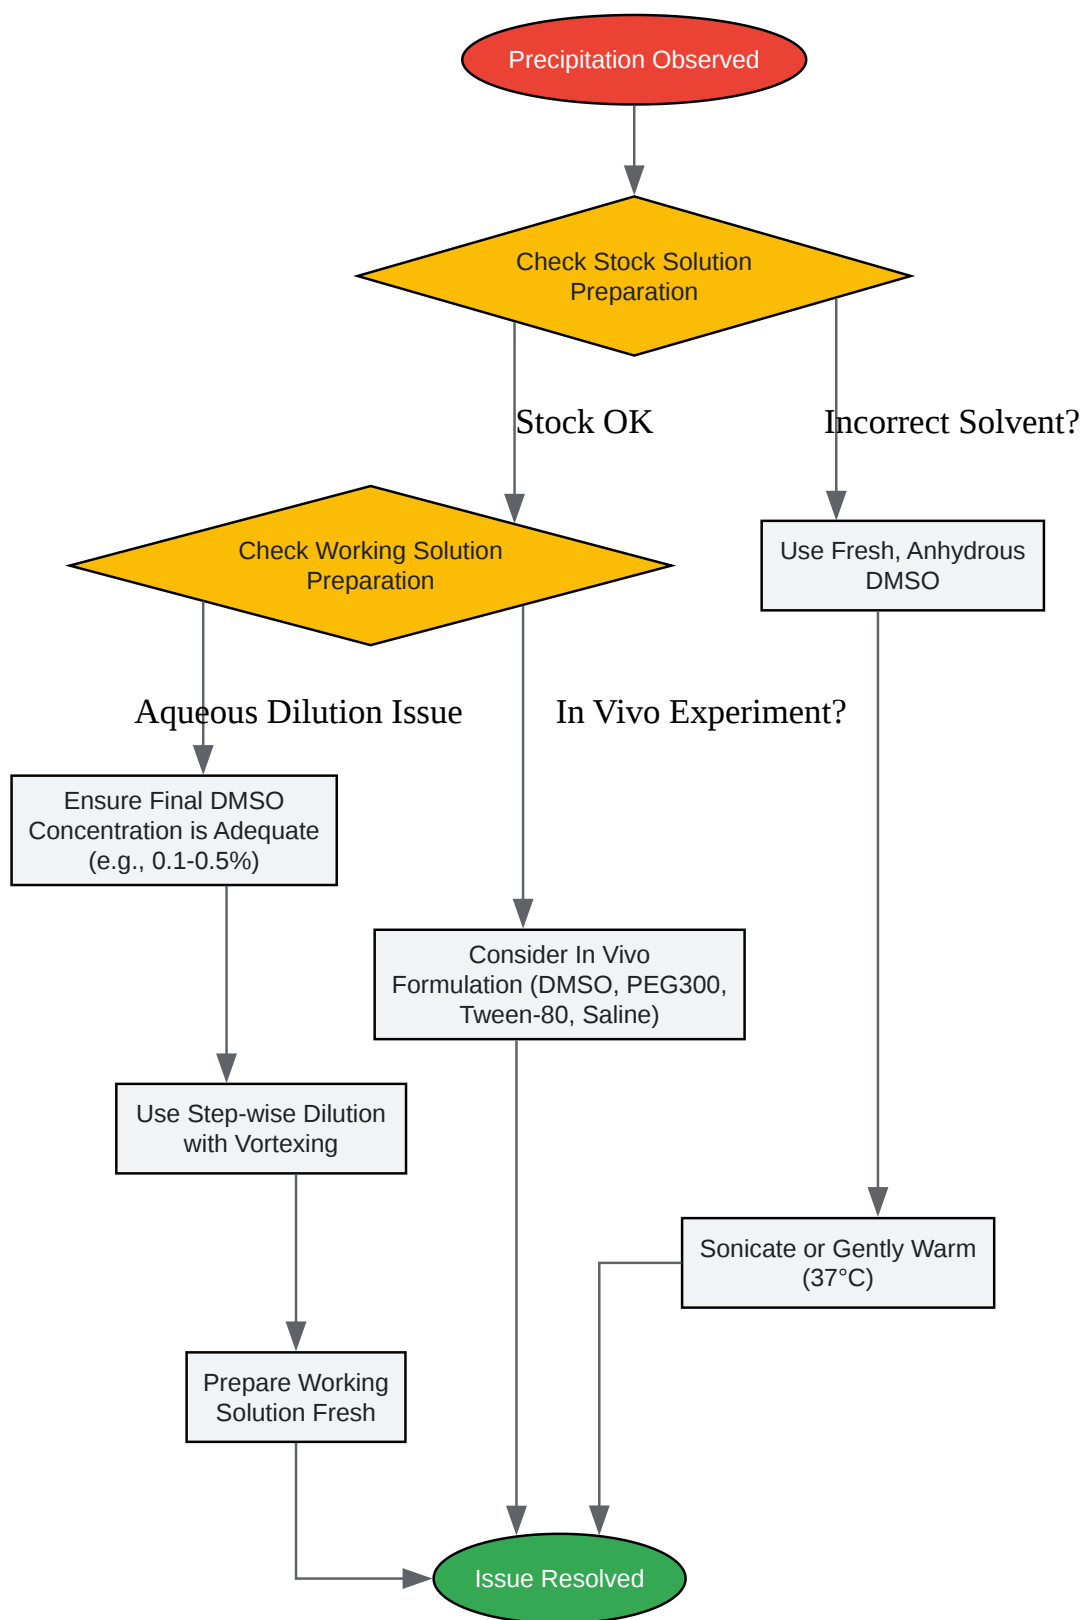 Precipitation Observed
Check Stock Solution
Preparation
Stock OK
Incorrect Solvent?
Check Working Solution
Preparation
Use Fresh, Anhydrous
DMSO
Aqueous Dilution Issue
In Vivo Experiment?
Ensure Final DMSO
Concentration is Adequate
(e.g., 0.1-0.5%)
Consider In Vivo
Formulation (DMSO, PEG300,
Tween-80, Saline)
Use Step-wise Dilution
with Vortexing
Sonicate or Gently Warm
(37°C)
Prepare Working
Solution Fresh
Issue Resolved